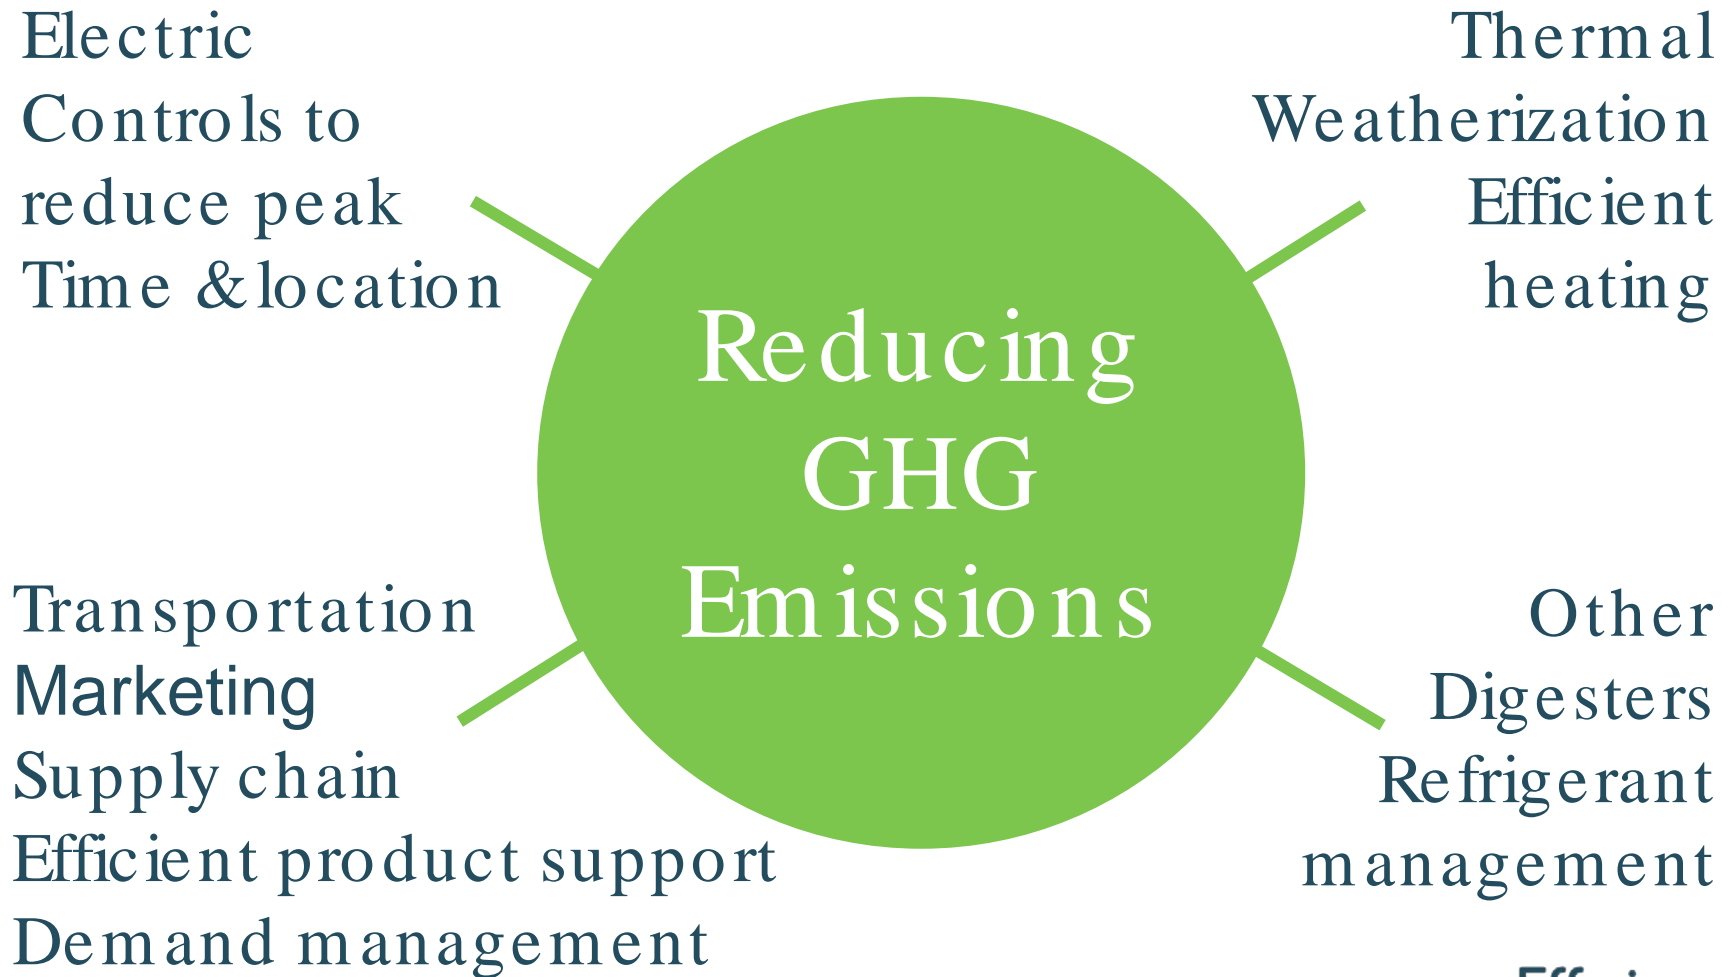 Electric
Controls to
reduce peak
Time & location
Thermal
Weatherization
Efficient
heating
Reducing
GHG
Emissions
Transportation
Marketing
Supply chain
Efficient product support
Demand management
Other
Digesters
Refrigerant
management